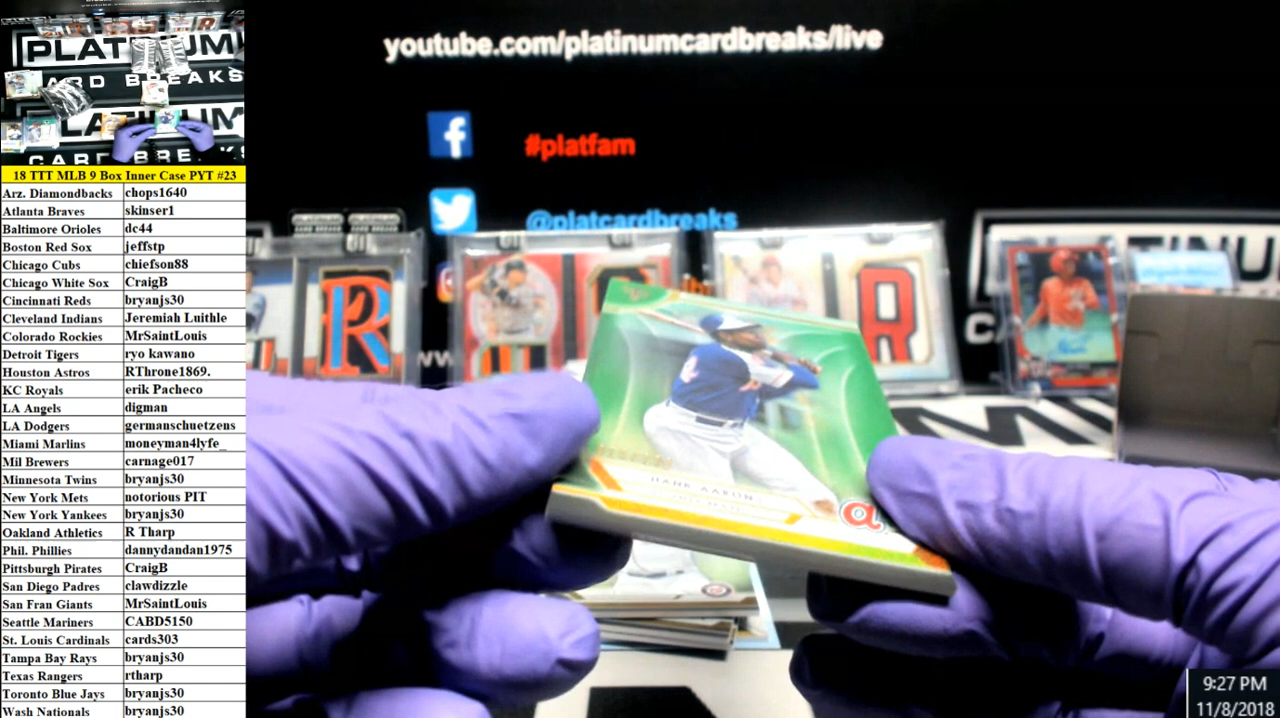 youtube.com/platinumcardbreaks/live
#platfam
@platcardbreaks
PLATINUM
CARD BREAKS
PLATINUM
CARD BREA
18 TTT MLB 9 Box Inner Case PYT #23
Arz. Diamondbacks chops1640
Atlanta Braves skinser1
Baltimore Orioles dc44
Boston Red Sox jeffstp
Chicago Cubs chiefson88
Chicago White Sox CraigB
Cincinnati Reds bryanjs30
Cleveland Indians Jeremiah Luithle
Colorado Rockies MrSaintLouis
Detroit Tigers ryo kawano
Houston Astros RThrone1869.
KC Royals erik Pacheco
LA Angels digman
LA Dodgers germanschuetzens
Miami Marlins moneyman4lyfe_
Mil Brewers carnage017
Minnesota Twins bryanjs30
New York Mets notorious PIT
New York Yankees bryanjs30
Oakland Athletics R Tharp
Phil. Phillies dannydandan1975
Pittsburgh Pirates CraigB
San Diego Padres clawdizzle
San Fran Giants MrSaintLouis
Seattle Mariners CABD5150
St. Louis Cardinals cards303
Tampa Bay Rays bryanjs30
Texas Rangers rtharp
Toronto Blue Jays bryanjs30
Wash Nationals bryanjs30
R
R
PLATINU
HANK AARON
a
9:27 PM
11/8/2018